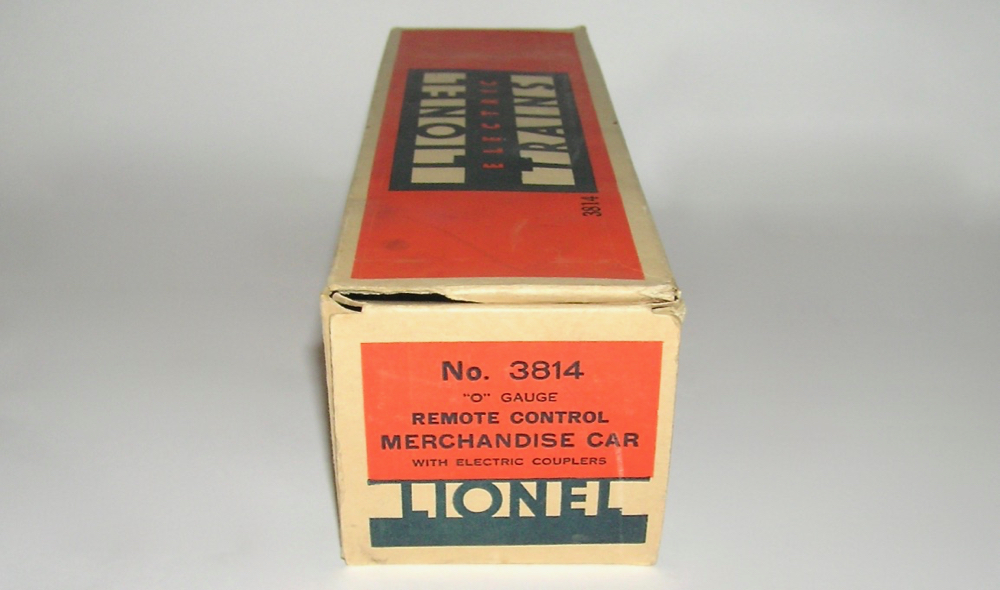 LIONEL
ELECTRIC
TRAINS
3814
No. 3814
"O" GAUGE
REMOTE CONTROL
MERCHANDISE CAR
WITH ELECTRIC COUPLERS
LIONEL